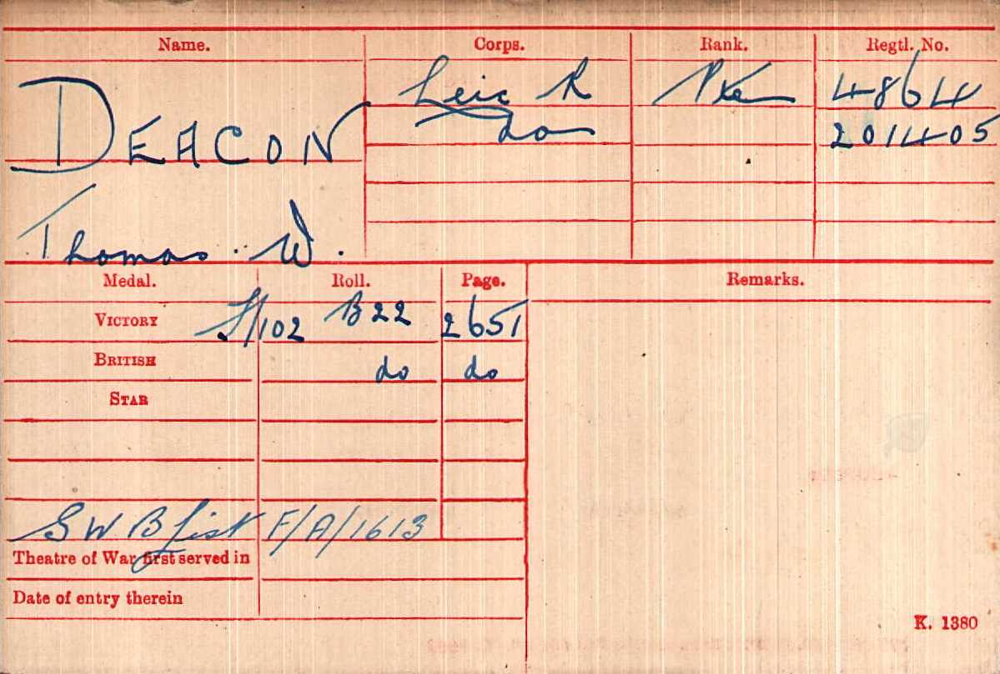 Name. Corps. Rank. Regtl. No.
DEACON Leic R Pte 4864
do 201405
Thomas. W.
Medal. Roll. Page. Remarks.
VICTORY J/102 B22 2651
BRITISH do do
STAR
SWB List F/A/1613
Theatre of War first served in
Date of entry therein
K. 1380